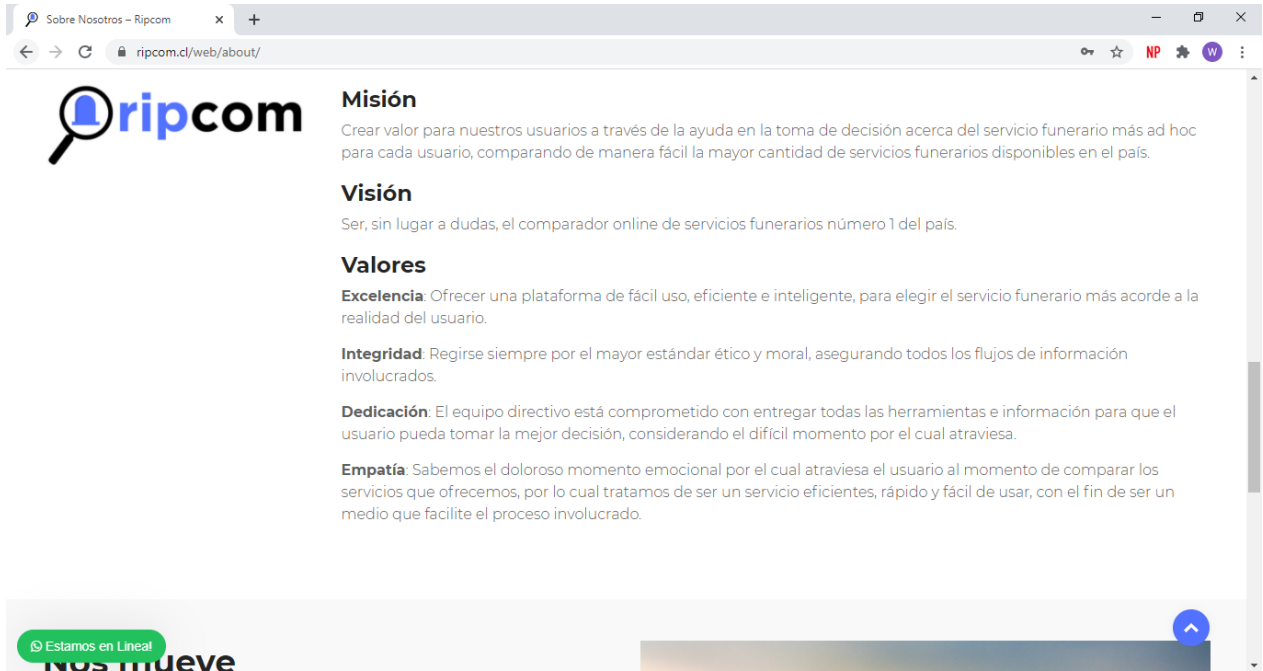 Sobre Nosotros – Ripcom
ripcom.cl/web/about/
NP
W
ripcom
Misión
Crear valor para nuestros usuarios a través de la ayuda en la toma de decisión acerca del servicio funerario más ad hoc
para cada usuario, comparando de manera fácil la mayor cantidad de servicios funerarios disponibles en el país.
Visión
Ser, sin lugar a dudas, el comparador online de servicios funerarios número 1 del país.
Valores
Excelencia: Ofrecer una plataforma de fácil uso, eficiente e inteligente, para elegir el servicio funerario más acorde a la
realidad del usuario.
Integridad: Regirse siempre por el mayor estándar ético y moral, asegurando todos los flujos de información
involucrados.
Dedicación: El equipo directivo está comprometido con entregar todas las herramientas e información para que el
usuario pueda tomar la mejor decisión, considerando el difícil momento por el cual atraviesa.
Empatía: Sabemos el doloroso momento emocional por el cual atraviesa el usuario al momento de comparar los
servicios que ofrecemos, por lo cual tratamos de ser un servicio eficientes, rápido y fácil de usar, con el fin de ser un
medio que facilite el proceso involucrado.
Estamos en Linea!
Nos mueve